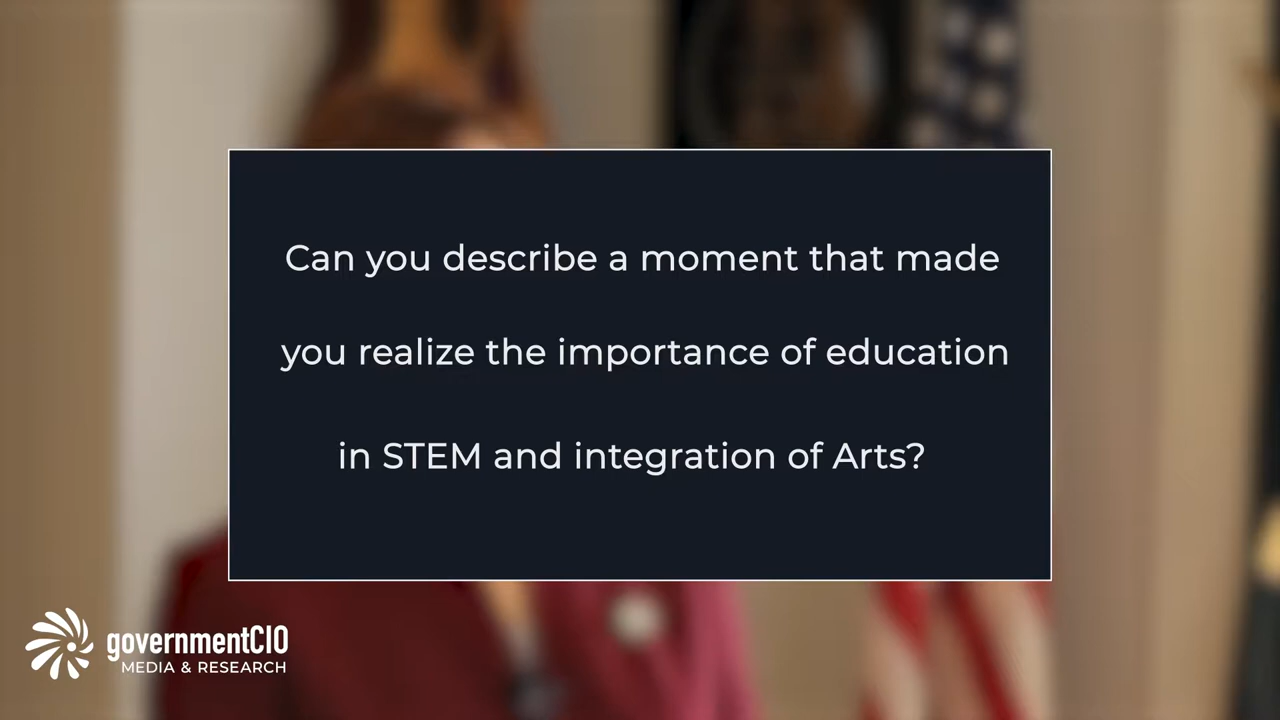 Can you describe a moment that made
you realize the importance of education
in STEM and integration of Arts?
governmentCIO
MEDIA & RESEARCH